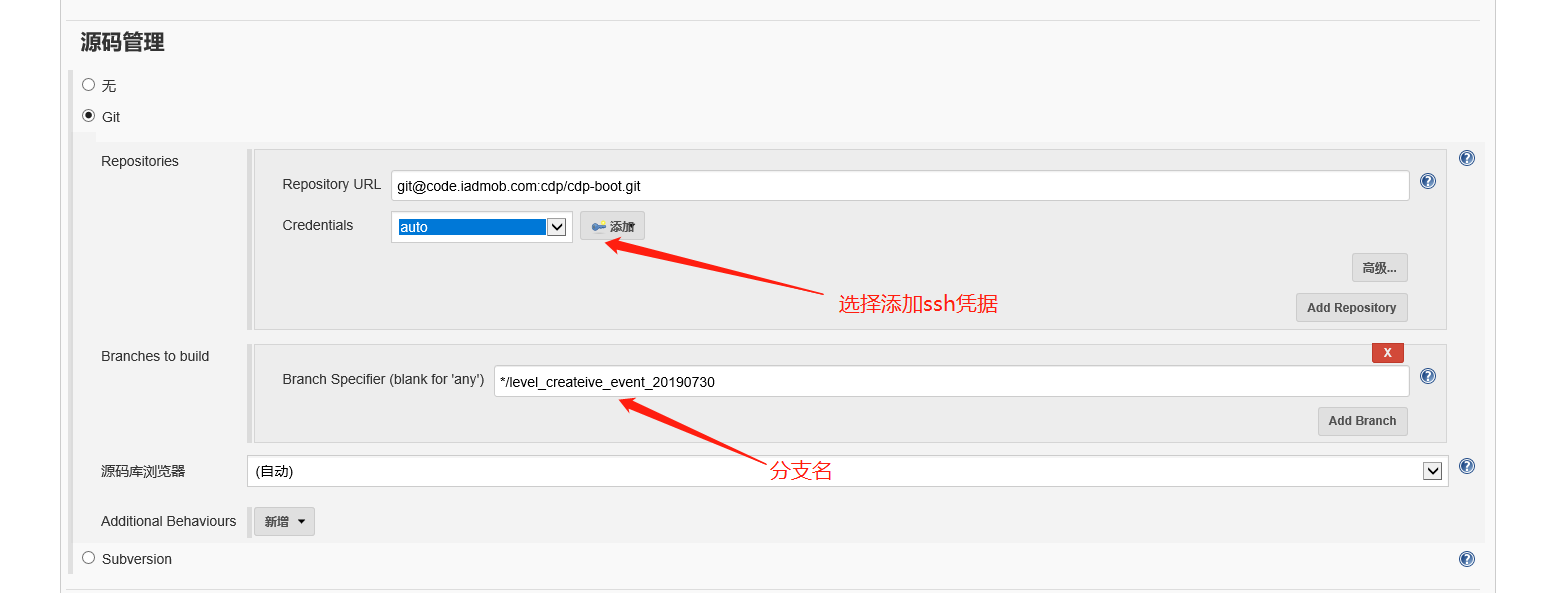 源码管理
无
Git
Repositories
Repository URL git@code.iadmob.com:cdp/cdp-boot.git
Credentials auto 添加
选择添加ssh凭据
高级...
Add Repository
Branches to build
X
Branch Specifier (blank for 'any') */level_createive_event_20190730
Add Branch
分支名
源码库浏览器 (自动)
Additional Behaviours 新增
Subversion